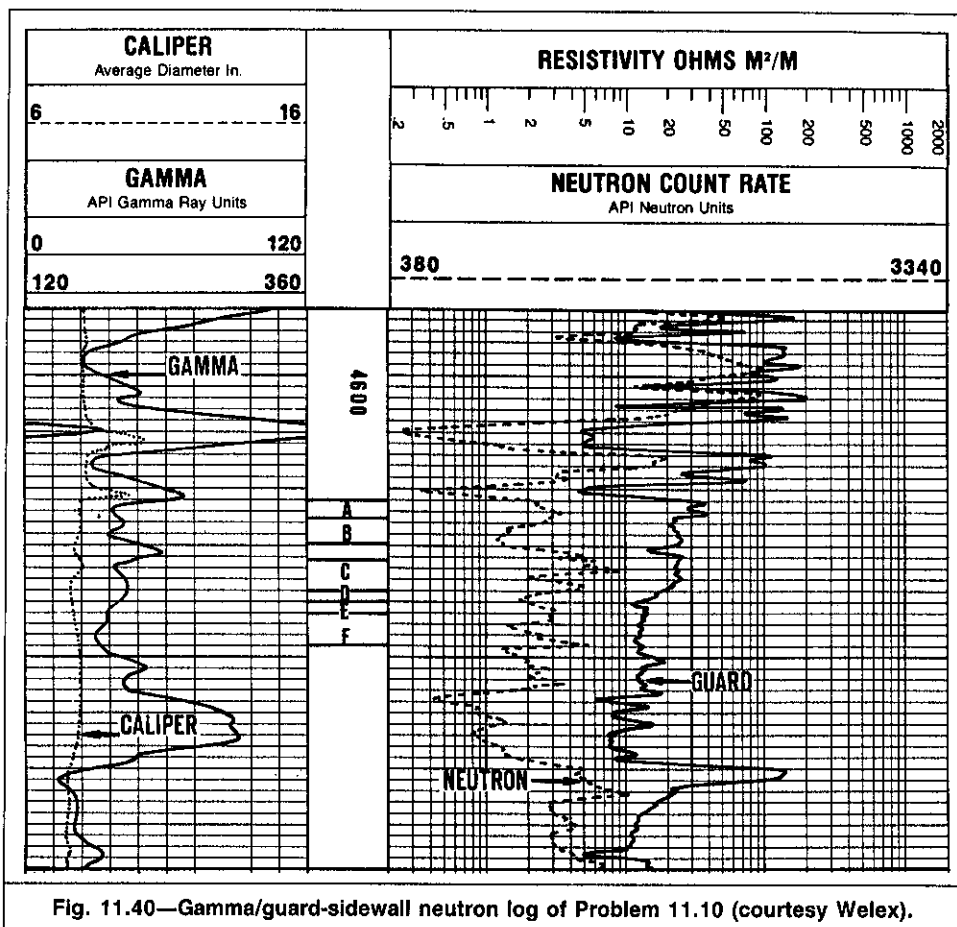 CALIPER
Average Diameter In.
6 16
GAMMA
API Gamma Ray Units
0 120
120 360
RESISTIVITY OHMS M²/M
.2 .5 1 2 5 10 20 50 100 200 1000 2000
NEUTRON COUNT RATE
API Neutron Units
380 3340
GAMMA
4600
A
B
C
D
E
F
GUARD
CALIPER
NEUTRON
Fig. 11.40—Gamma/guard-sidewall neutron log of Problem 11.10 (courtesy Welex).